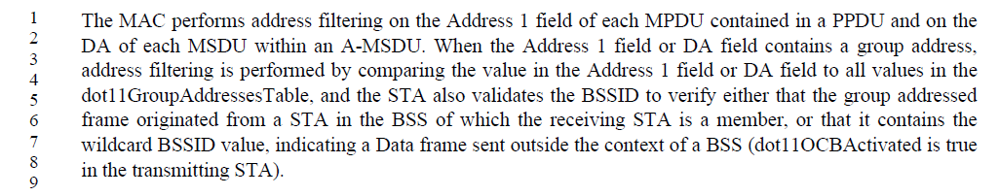 1 The MAC performs address filtering on the Address 1 field of each MPDU contained in a PPDU and on the
2 DA of each MSDU within an A-MSDU. When the Address 1 field or DA field contains a group address,
3 address filtering is performed by comparing the value in the Address 1 field or DA field to all values in the
4
5 dot11GroupAddressesTable, and the STA also validates the BSSID to verify either that the group addressed
6 frame originated from a STA in the BSS of which the receiving STA is a member, or that it contains the
7 wildcard BSSID value, indicating a Data frame sent outside the context of a BSS (dot11OCBActivated is true
8 in the transmitting STA).
9